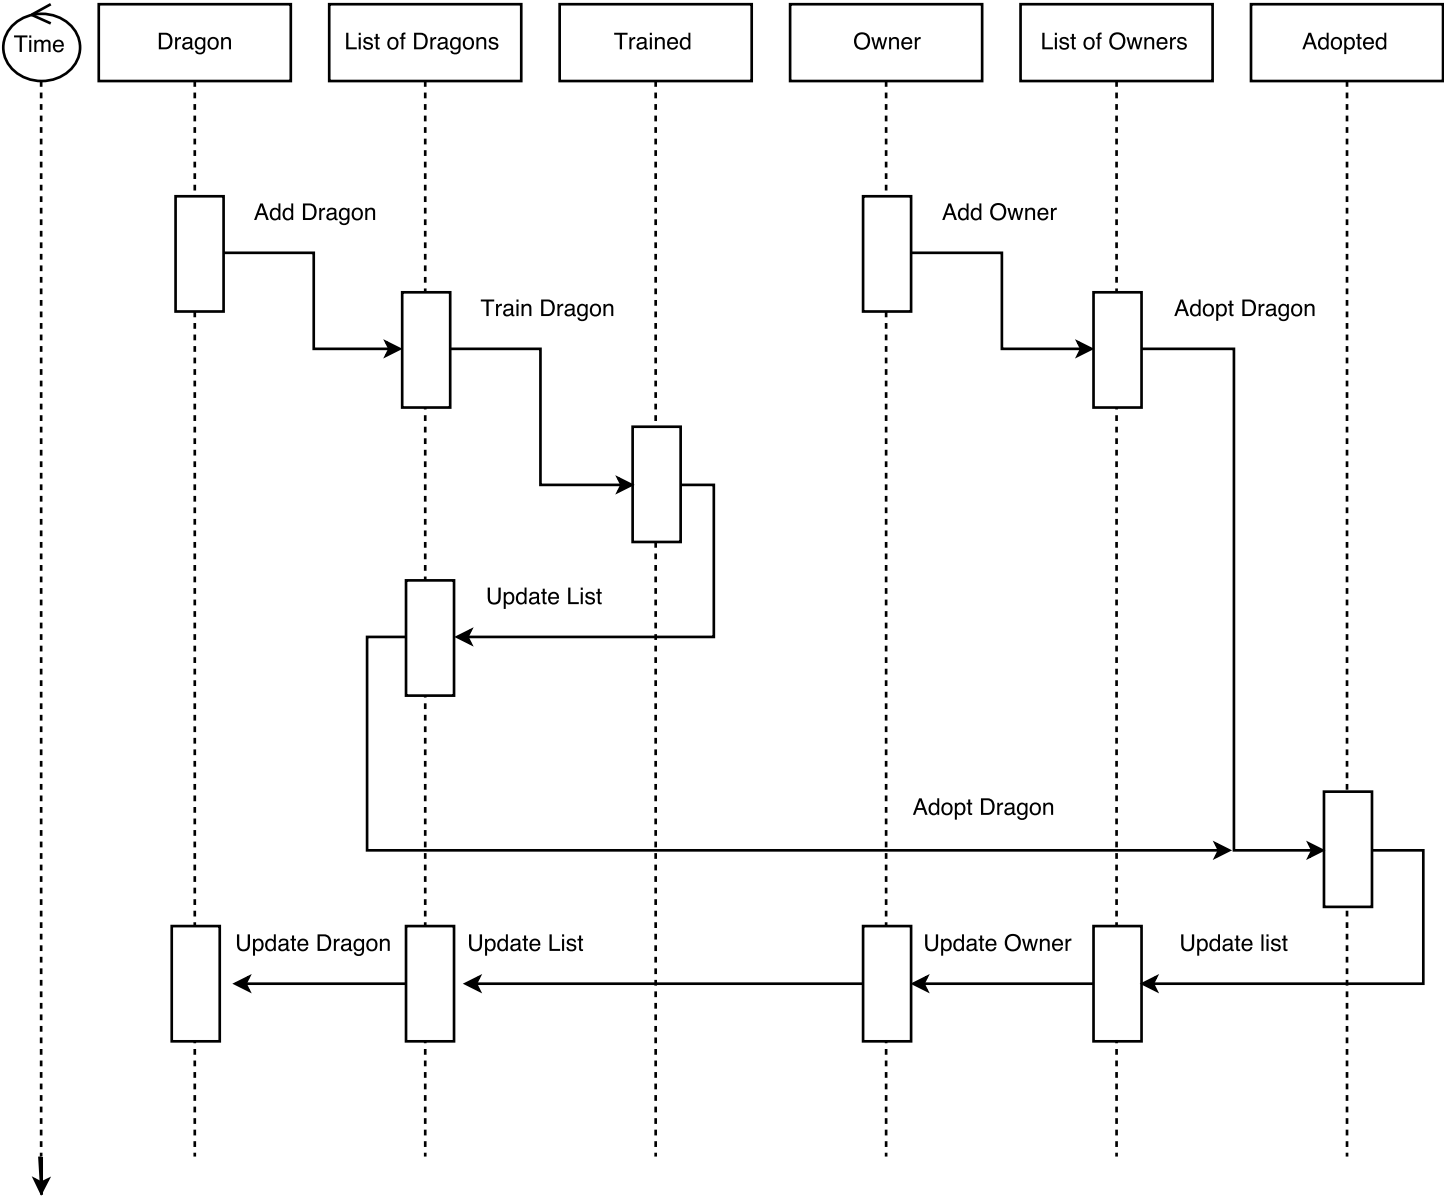 Time
Dragon
List of Dragons
Trained
Owner
List of Owners
Adopted
Add Dragon
Add Owner
Train Dragon
Adopt Dragon
Update List
Adopt Dragon
Update Dragon
Update List
Update Owner
Update list